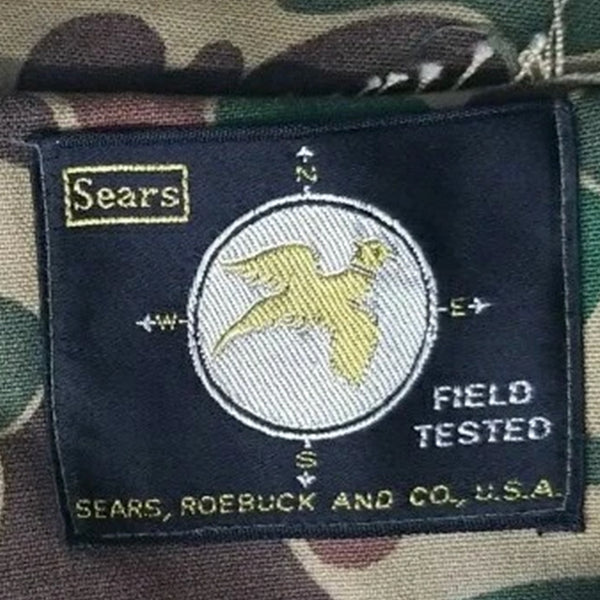 Sears
N
W
E
FIELD
TESTED
S
SEARS, ROEBUCK AND CO., U.S.A.